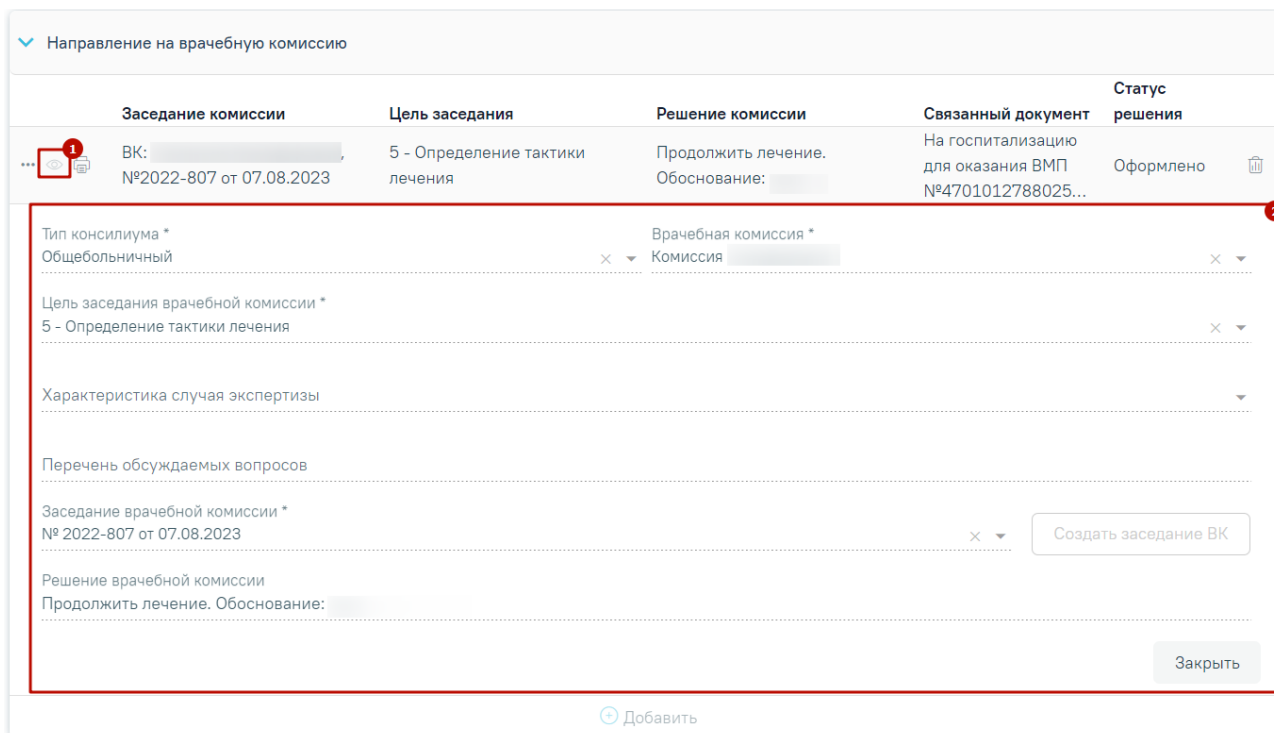 Направление на врачебную комиссию
Статус
Заседание комиссии Цель заседания Решение комиссии Связанный документ решения
1
ВК: , 5 - Определение тактики Продолжить лечение. На госпитализацию
№2022-807 от 07.08.2023 лечения Обоснование: для оказания ВМП Оформлено
№4701012788025...
2
Тип консилиума * Врачебная комиссия *
Общебольничный Комиссия
Цель заседания врачебной комиссии *
5 - Определение тактики лечения
Характеристика случая экспертизы
Перечень обсуждаемых вопросов
Заседание врачебной комиссии *
№ 2022-807 от 07.08.2023 Создать заседание ВК
Решение врачебной комиссии
Продолжить лечение. Обоснование:
Закрыть
Добавить